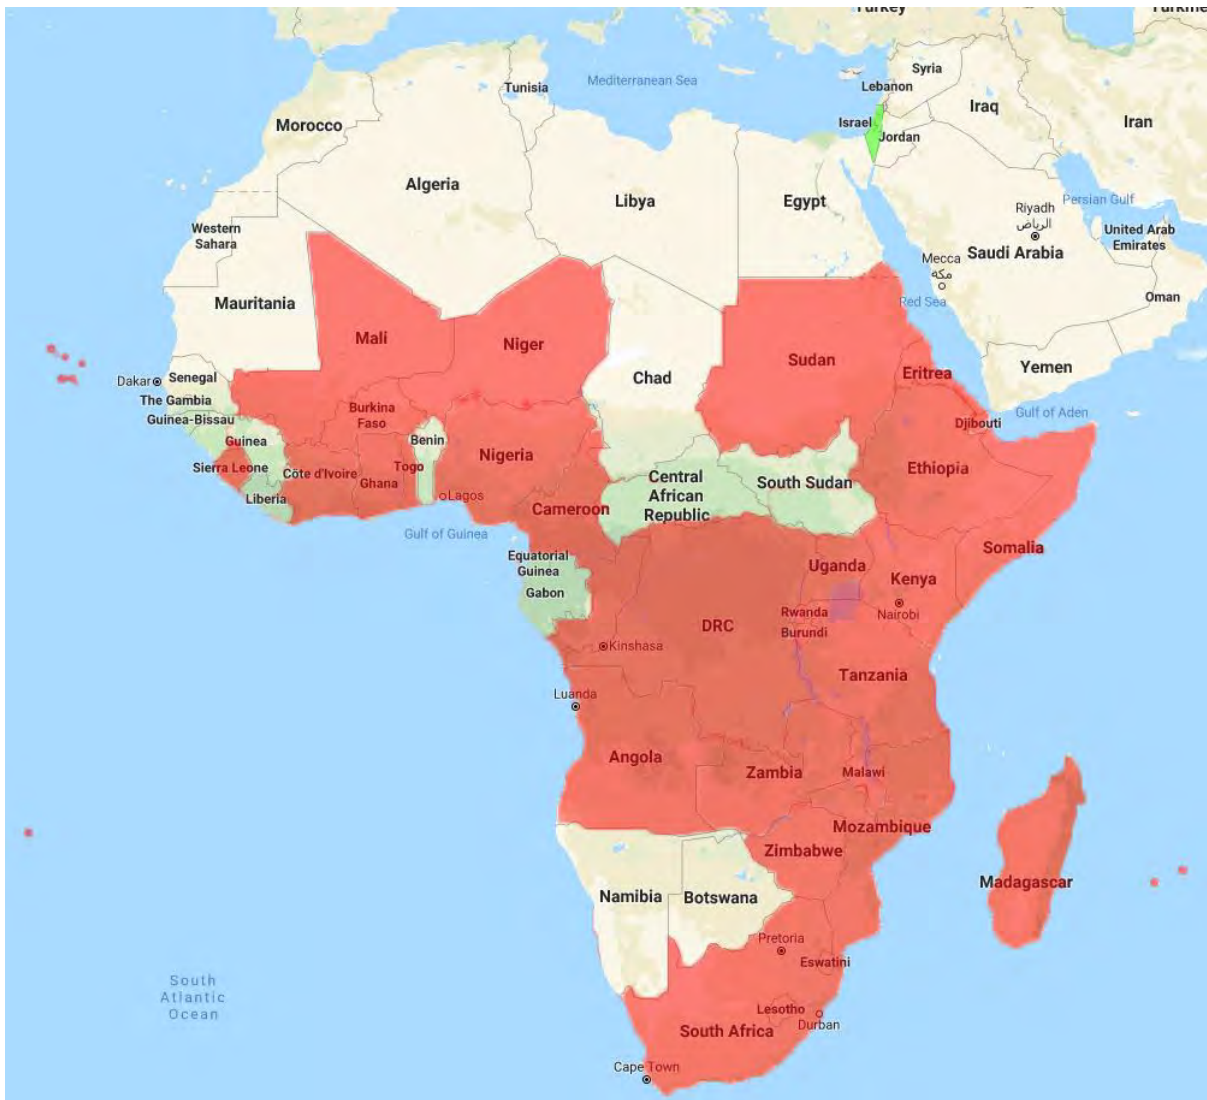 Turkey
Mediterranean Sea
Tunisia
Syria
Lebanon
Iraq
Iran
Israel
Jordan
Morocco
Algeria
Libya
Egypt
Persian Gulf
Riyadh
الرياض
Saudi Arabia
United Arab
Emirates
Western
Sahara
Mecca
مكة
Mauritania
Red Sea
Oman
Mali
Niger
Chad
Sudan
Eritrea
Yemen
Dakar
Senegal
The Gambia
Guinea-Bissau
Burkina
Faso
Gulf of Aden
Djibouti
Guinea
Benin
Sierra Leone
Côte d'Ivoire
Togo
Nigeria
Ghana
Ethiopia
Liberia
Lagos
Central
African
Republic
South Sudan
Cameroon
Gulf of Guinea
Somalia
Equatorial
Guinea
Gabon
Uganda
Kenya
Nairobi
Rwanda
Burundi
DRC
Kinshasa
Tanzania
Luanda
Angola
Zambia
Malawi
Mozambique
Zimbabwe
Madagascar
Namibia
Botswana
Pretoria
Eswatini
South
Atlantic
Ocean
Lesotho
Durban
South Africa
Cape Town